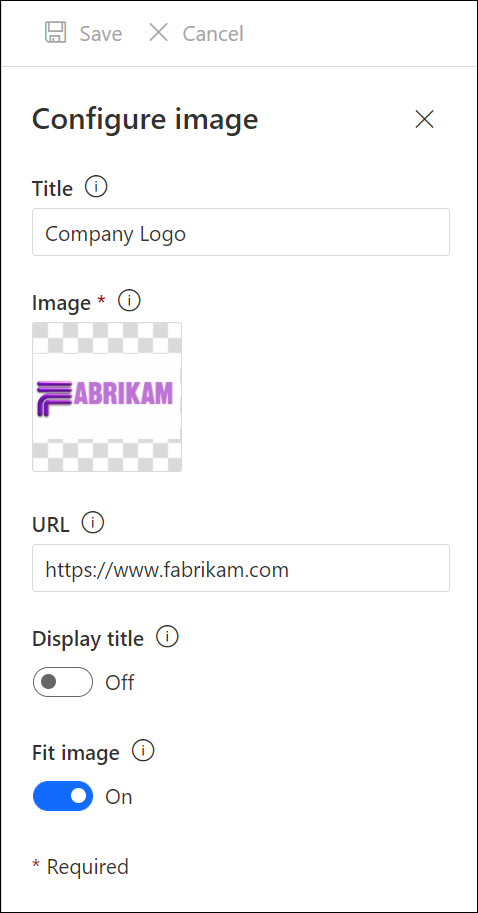 Save Cancel
Configure image
Title
Company Logo
Image *
FABRIKAM
URL
https://www.fabrikam.com
Display title
Off
Fit image
On
* Required